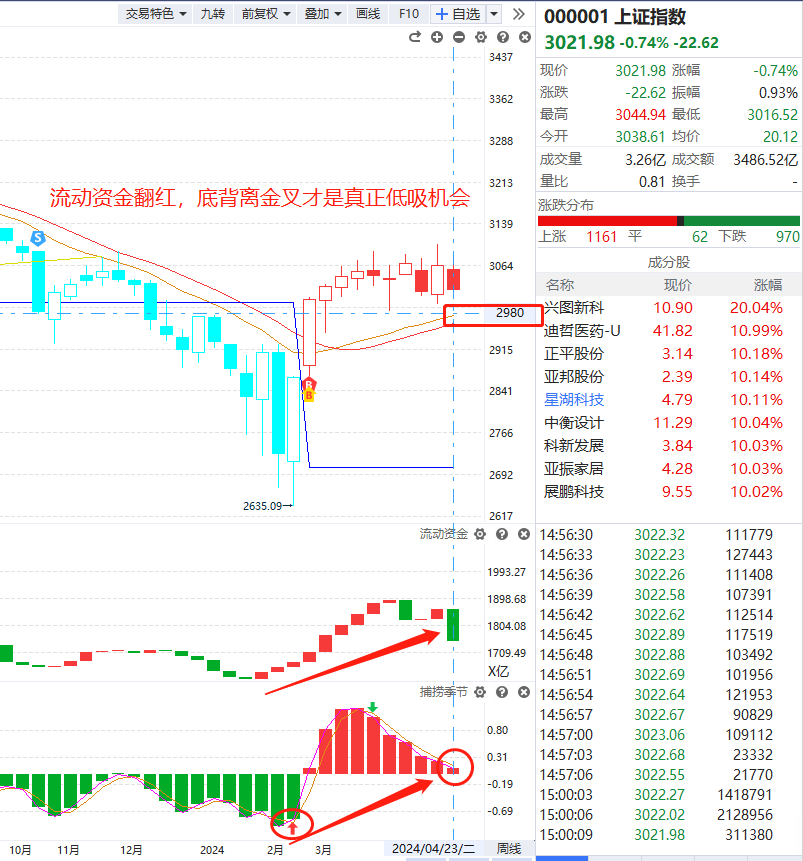 交易特色 九转 前复权 叠加 画线 F10 自选
000001 上证指数
3021.98 -0.74% -22.62
现价 3021.98 涨幅 -0.74%
涨跌 -22.62 振幅 0.93%
最高 3044.94 最低 3016.52
今开 3038.61 均价 20.12
成交量 3.26亿 成交额 3486.52亿
量比 0.81 换手 -
涨跌分布
上涨 1161 平 62 下跌 970
成分股
名称 现价 涨幅
兴图新科 10.90 20.04%
迪哲医药-U 41.82 10.99%
正平股份 3.14 10.18%
亚邦股份 2.39 10.14%
星湖科技 4.79 10.11%
中衡设计 11.29 10.04%
科新发展 3.84 10.03%
亚振家居 4.28 10.03%
展鹏科技 9.55 10.02%
14:56:30 3022.32 111779
14:56:33 3022.23 127443
14:56:36 3022.26 111408
14:56:39 3022.58 107391
14:56:42 3022.62 112514
14:56:45 3022.89 117519
14:56:48 3022.88 103492
14:56:51 3022.69 101956
14:56:54 3022.64 121953
14:56:57 3022.67 90829
14:57:00 3023.06 109112
14:57:03 3022.68 23332
14:57:06 3022.55 21770
15:00:03 3022.27 1418791
15:00:06 3022.02 2128956
15:00:09 3021.98 311380
3437
3362
3288
3213
流动资金翻红，底背离金叉才是真正低吸机会
3139
S
3064
2980
2915
B
B
2841
2766
2692
2635.09
2617
流动资金
1993.27
1898.68
1804.08
1709.49
X亿
捕捞季节
0.80
0.31
-0.19
-0.69
10月 11月 12月 2024 2月 3月 2024/04/23/二 周线